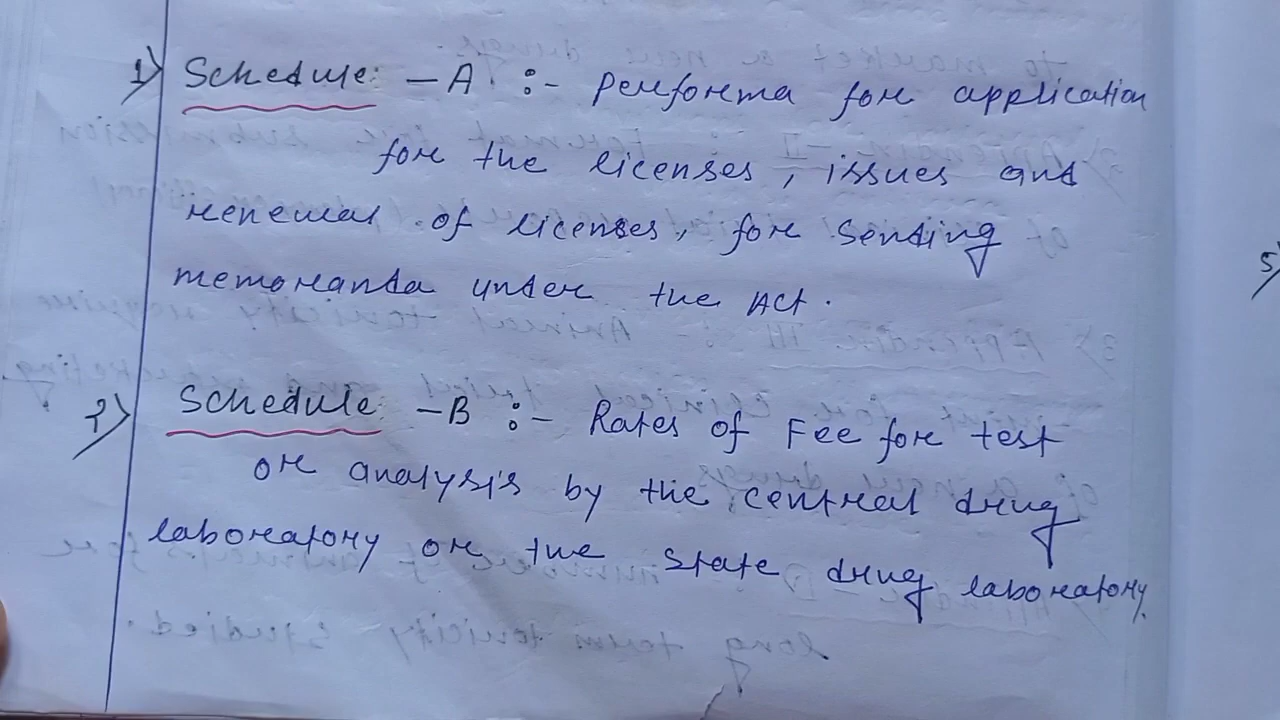 1) Schedule - A :- Performa for application
for the licenses, issues and
renewal of licenses, for sending
memoranda under the Act.
2) Schedule - B :- Rates of Fee for test
or analysis by the central drug
laboratory or the state drug laboratory.
5)